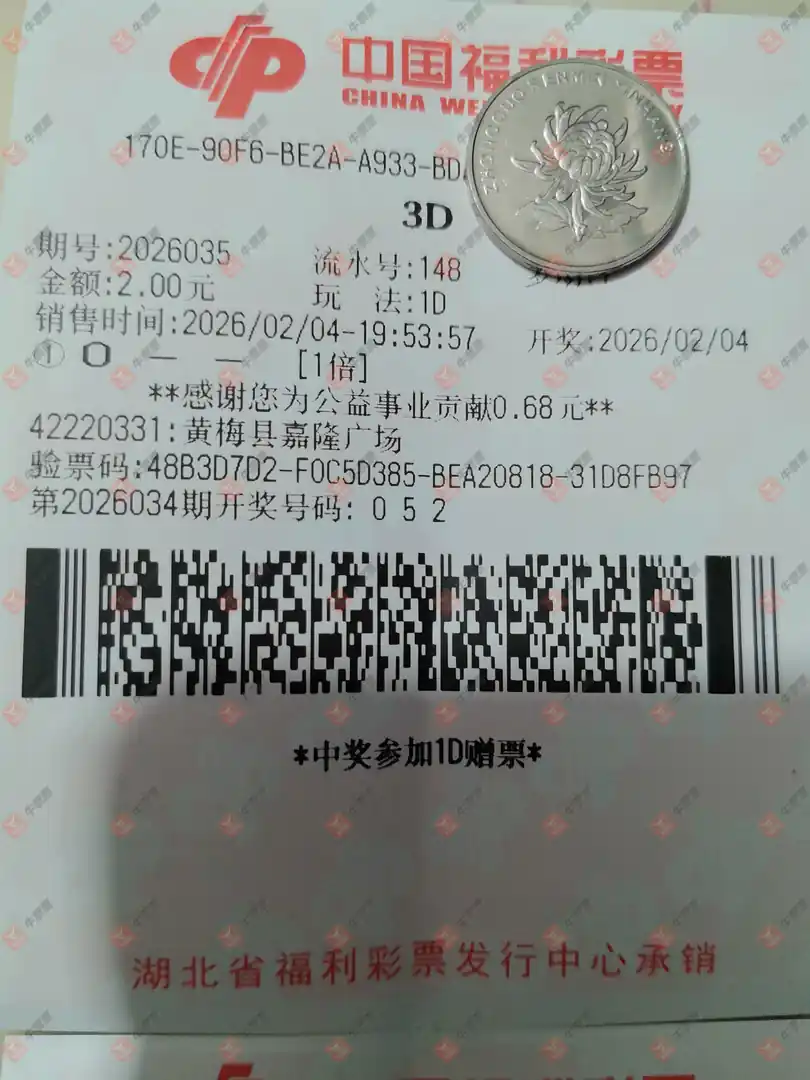 中国福利彩票
CHINA WE
170E-90F6-BE2A-A933-BD
ZHONGGUO RENMIN YINHANG
3D
期号:2026035 流水号:148
金额:2.00元 玩 法:1D
销售时间:2026/02/04-19:53:57 开奖:2026/02/04
① 0 — — [1倍]
**感谢您为公益事业贡献0.68元**
42220331:黄梅县嘉隆广场
验票码:48B3D7D2-F0C5D385-BEA20818-31D8FB97
第2026034期开奖号码: 0 5 2
*中奖参加1D赠票*
湖北省福利彩票发行中心承销